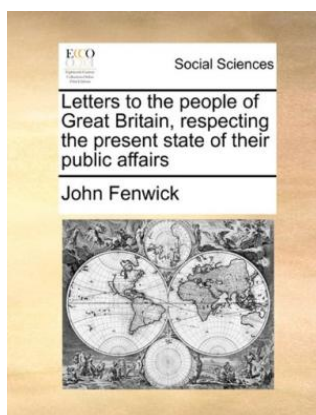 ECCO
Social Sciences
Letters to the people of
Great Britain, respecting
the present state of their
public affairs
John Fenwick